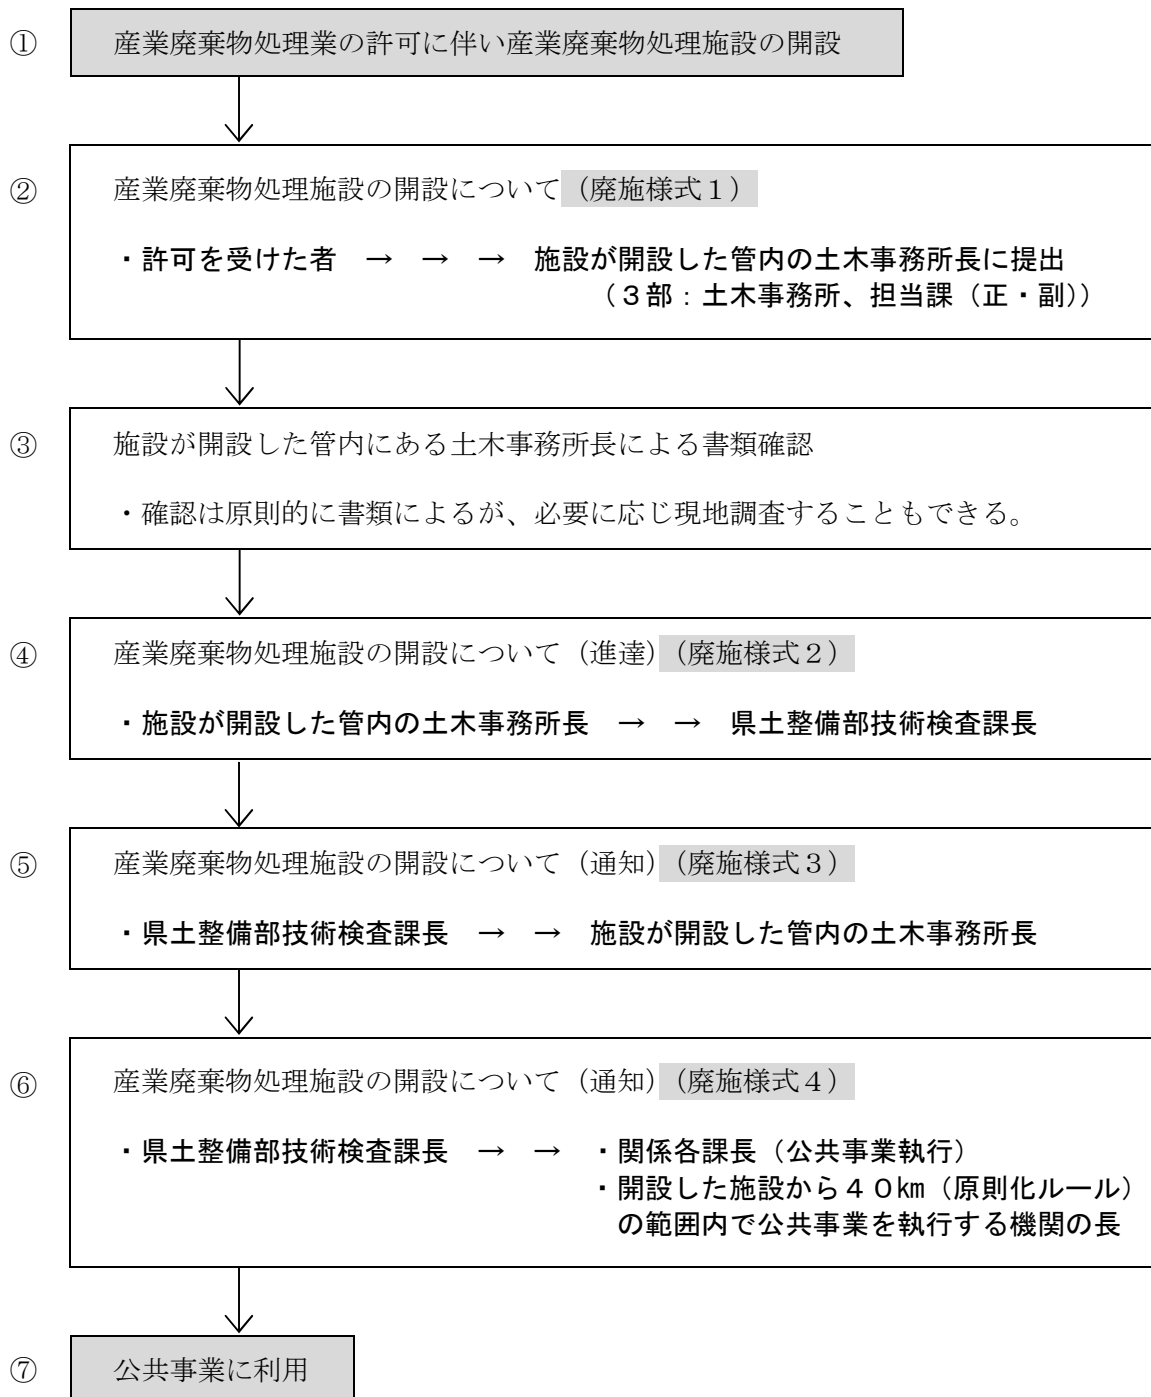 ① 産業廃棄物処理業の許可に伴い産業廃棄物処理施設の開設
② 産業廃棄物処理施設の開設について（廃施様式１）
・許可を受けた者　→　→　→　施設が開設した管内の土木事務所長に提出
（３部：土木事務所、担当課（正・副））
③ 施設が開設した管内にある土木事務所長による書類確認
・確認は原則的に書類によるが、必要に応じ現地調査することもできる。
④ 産業廃棄物処理施設の開設について（進達）（廃施様式２）
・施設が開設した管内の土木事務所長　→　→　県土整備部技術検査課長
⑤ 産業廃棄物処理施設の開設について（通知）（廃施様式３）
・県土整備部技術検査課長　→　→　施設が開設した管内の土木事務所長
⑥ 産業廃棄物処理施設の開設について（通知）（廃施様式４）
・県土整備部技術検査課長　→　→　・関係各課長（公共事業執行）
・開設した施設から４０㎞（原則化ルール）
の範囲内で公共事業を執行する機関の長
⑦ 公共事業に利用